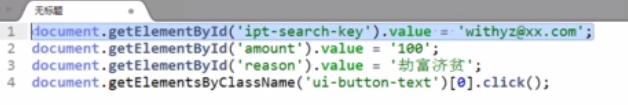 无标题
1 document.getElementById('ipt-search-key').value = 'withyz@xx.com';
2 document.getElementById('amount').value = '100';
3 document.getElementById('reason').value = '劫富济贫'
4 document.getElementsByClassName('ui-button-text')[0].click();